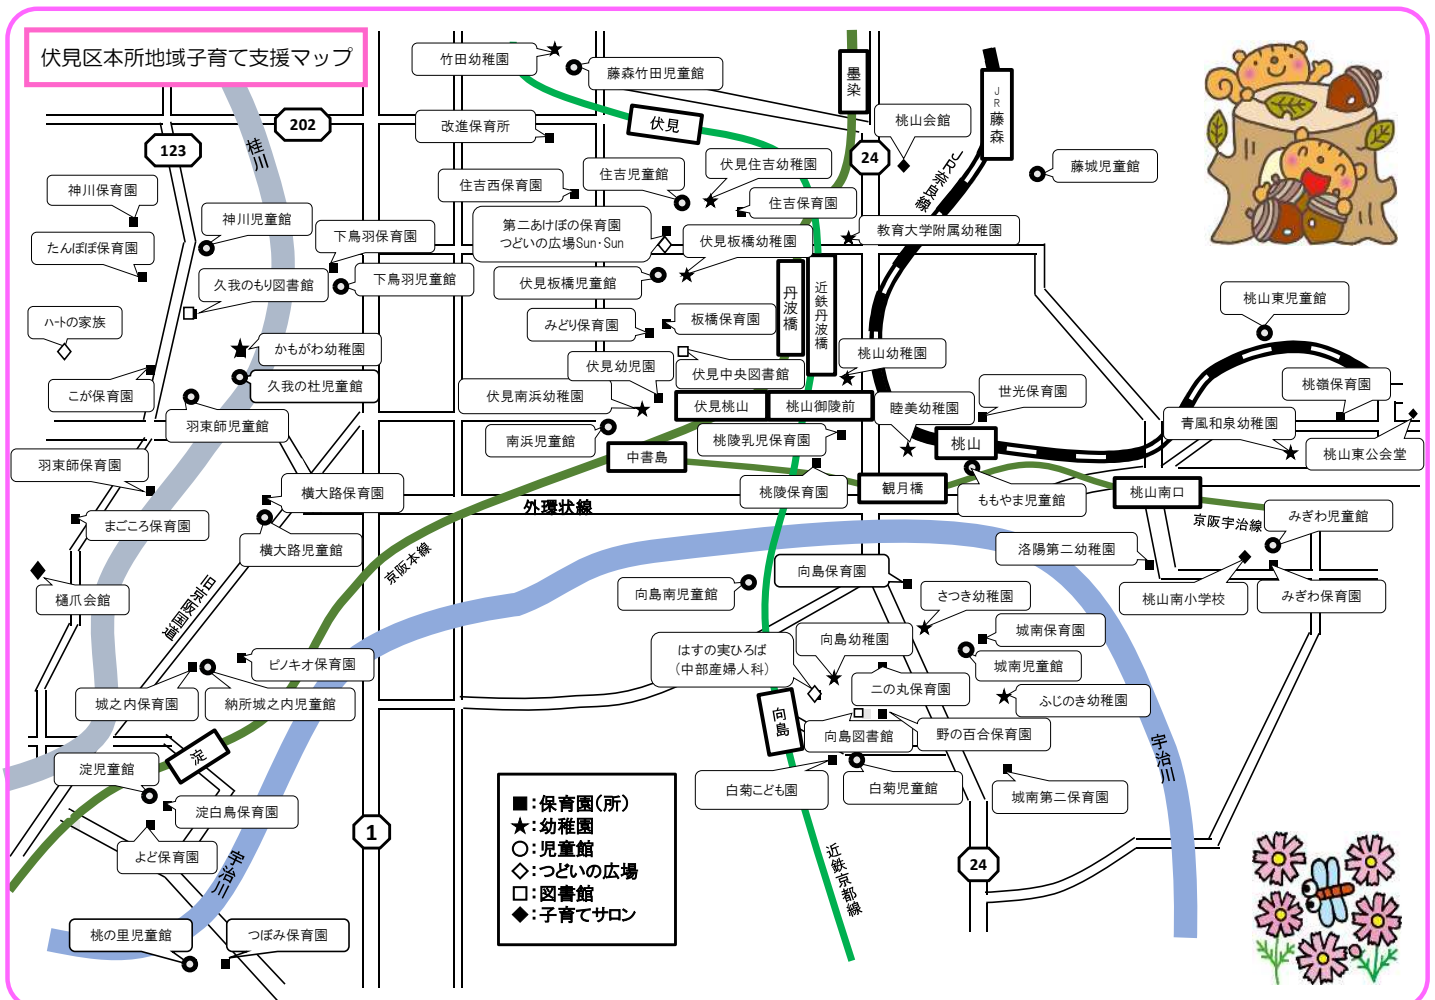 伏見区本所地域子育て支援マップ
竹田幼稚園
藤森竹田児童館
墨染
JR藤森
伏見
改進保育所
桃山会館
202
123
24
桂川
JR奈良線
藤城児童館
伏見住吉幼稚園
住吉児童館
住吉西保育園
住吉保育園
神川保育園
神川児童館
下鳥羽保育園
第二あけぼの保育園
つどいの広場Sun・Sun
伏見板橋幼稚園
教育大学附属幼稚園
たんぽぽ保育園
久我のもり図書館
下鳥羽児童館
伏見板橋児童館
丹波橋
近鉄丹波橋
桃山東児童館
ハートの家族
みどり保育園
板橋保育園
かもがわ幼稚園
伏見幼児園
伏見中央図書館
桃山幼稚園
こが保育園
久我の杜児童館
伏見南浜幼稚園
伏見桃山
桃山御陵前
睦美幼稚園
世光保育園
桃嶺保育園
羽束師児童館
南浜児童館
中書島
桃陵乳児保育園
桃山
青風和泉幼稚園
桃山東公会堂
羽束師保育園
横大路保育園
桃陵保育園
観月橋
ももやま児童館
桃山南口
外環状線
京阪宇治線
みぎわ児童館
まごころ保育園
横大路児童館
京阪本線
洛陽第二幼稚園
樋爪会館
旧京阪国道
向島南児童館
向島保育園
さつき幼稚園
桃山南小学校
みぎわ保育園
はすの実ひろば
(中部産婦人科)
向島幼稚園
城南保育園
城南児童館
ピノキオ保育園
城之内保育園
納所城之内児童館
二の丸保育園
ふじのき幼稚園
向島
向島図書館
野の百合保育園
宇治川
淀
淀児童館
白菊こども園
白菊児童館
城南第二保育園
淀白鳥保育園
よど保育園
宇治川
1
24
近鉄京都線
■：保育園(所)
★：幼稚園
○：児童館
◇：つどいの広場
□：図書館
◆：子育てサロン
桃の里児童館
つぼみ保育園